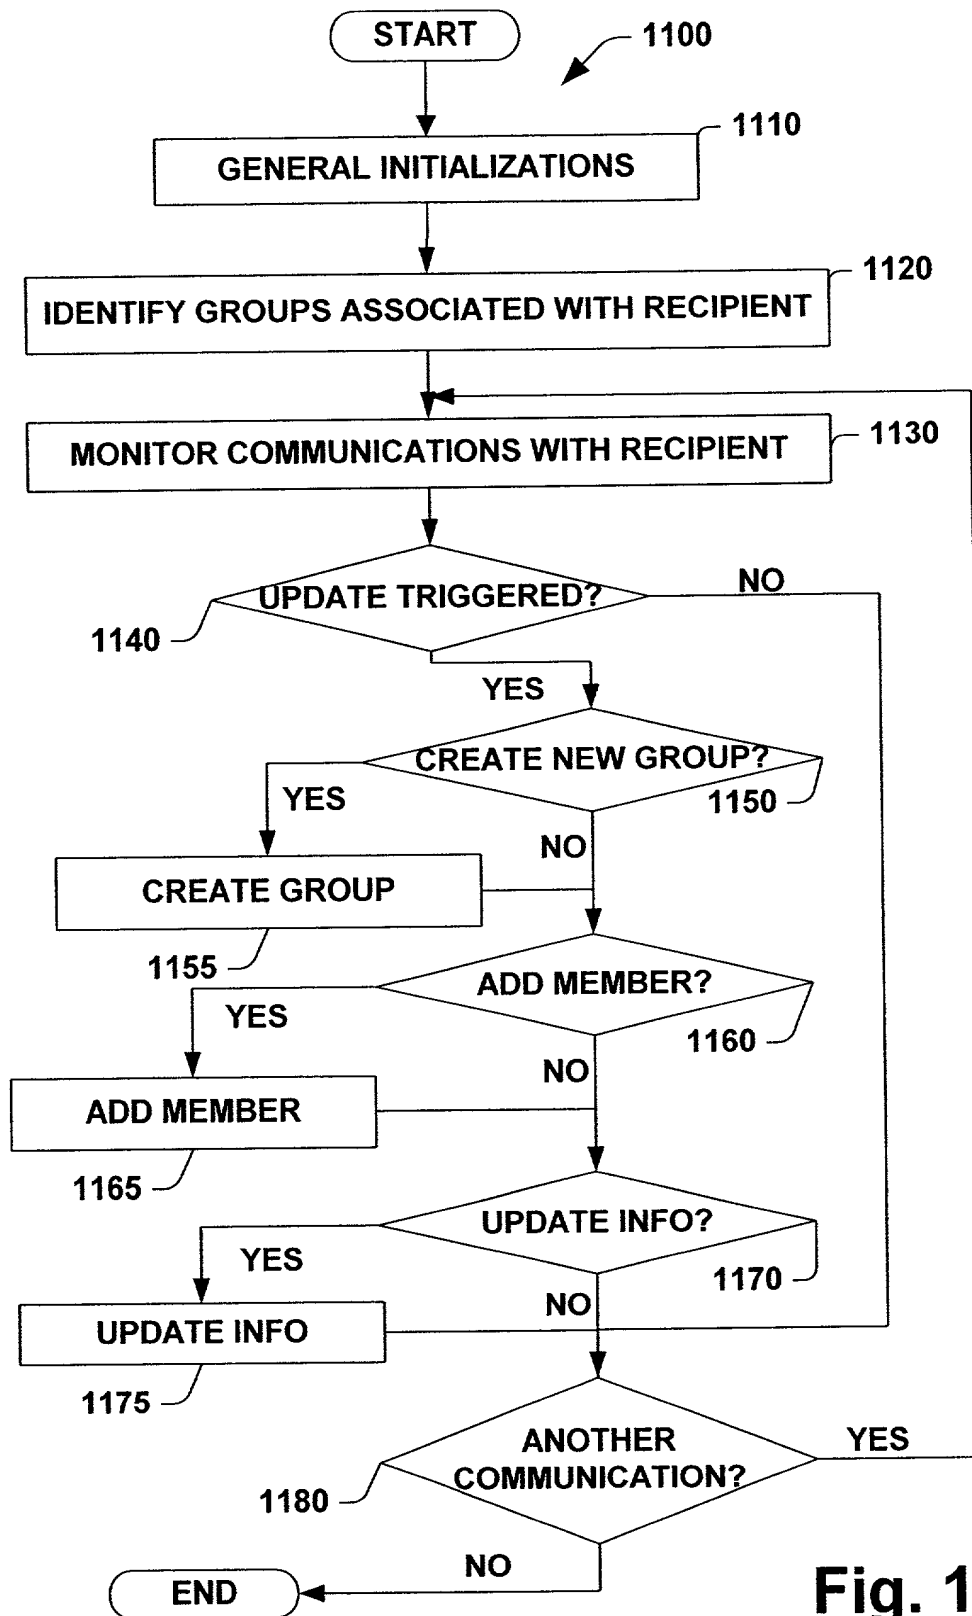 START
1100
1110
GENERAL INITIALIZATIONS
1120
IDENTIFY GROUPS ASSOCIATED WITH RECIPIENT
1130
MONITOR COMMUNICATIONS WITH RECIPIENT
NO
UPDATE TRIGGERED?
1140
YES
CREATE NEW GROUP?
YES
1150
NO
CREATE GROUP
1155
ADD MEMBER?
YES
1160
NO
ADD MEMBER
1165
UPDATE INFO?
YES
1170
NO
UPDATE INFO
1175
ANOTHER
COMMUNICATION?
YES
1180
NO
END
Fig. 1